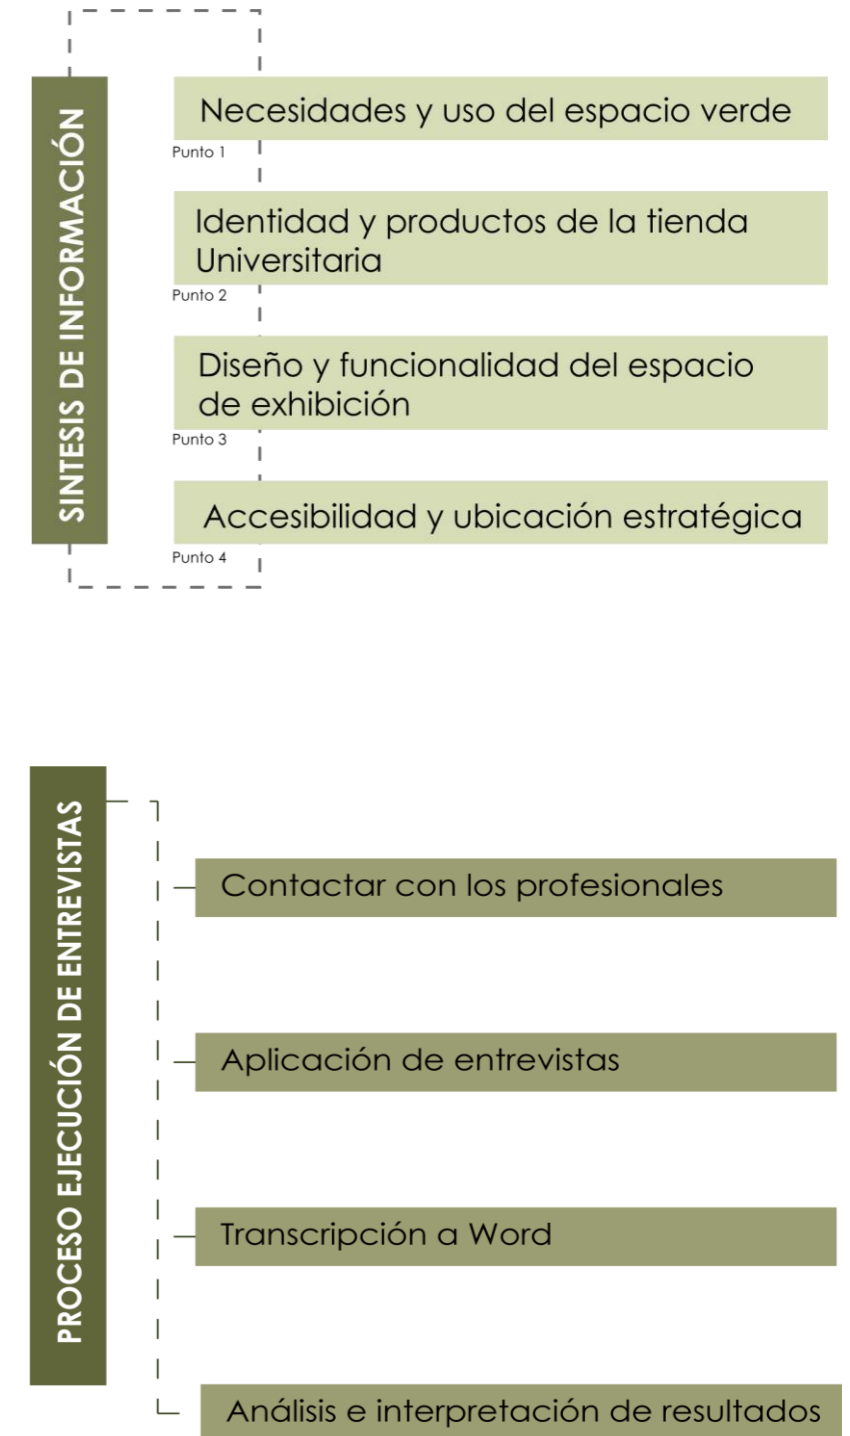 SINTESIS DE INFORMACIÓN
Necesidades y uso del espacio verde
Punto 1
Identidad y productos de la tienda
Universitaria
Punto 2
Diseño y funcionalidad del espacio
de exhibición
Punto 3
Accesibilidad y ubicación estratégica
Punto 4
PROCESO EJECUCIÓN DE ENTREVISTAS
Contactar con los profesionales
Aplicación de entrevistas
Transcripción a Word
Análisis e interpretación de resultados